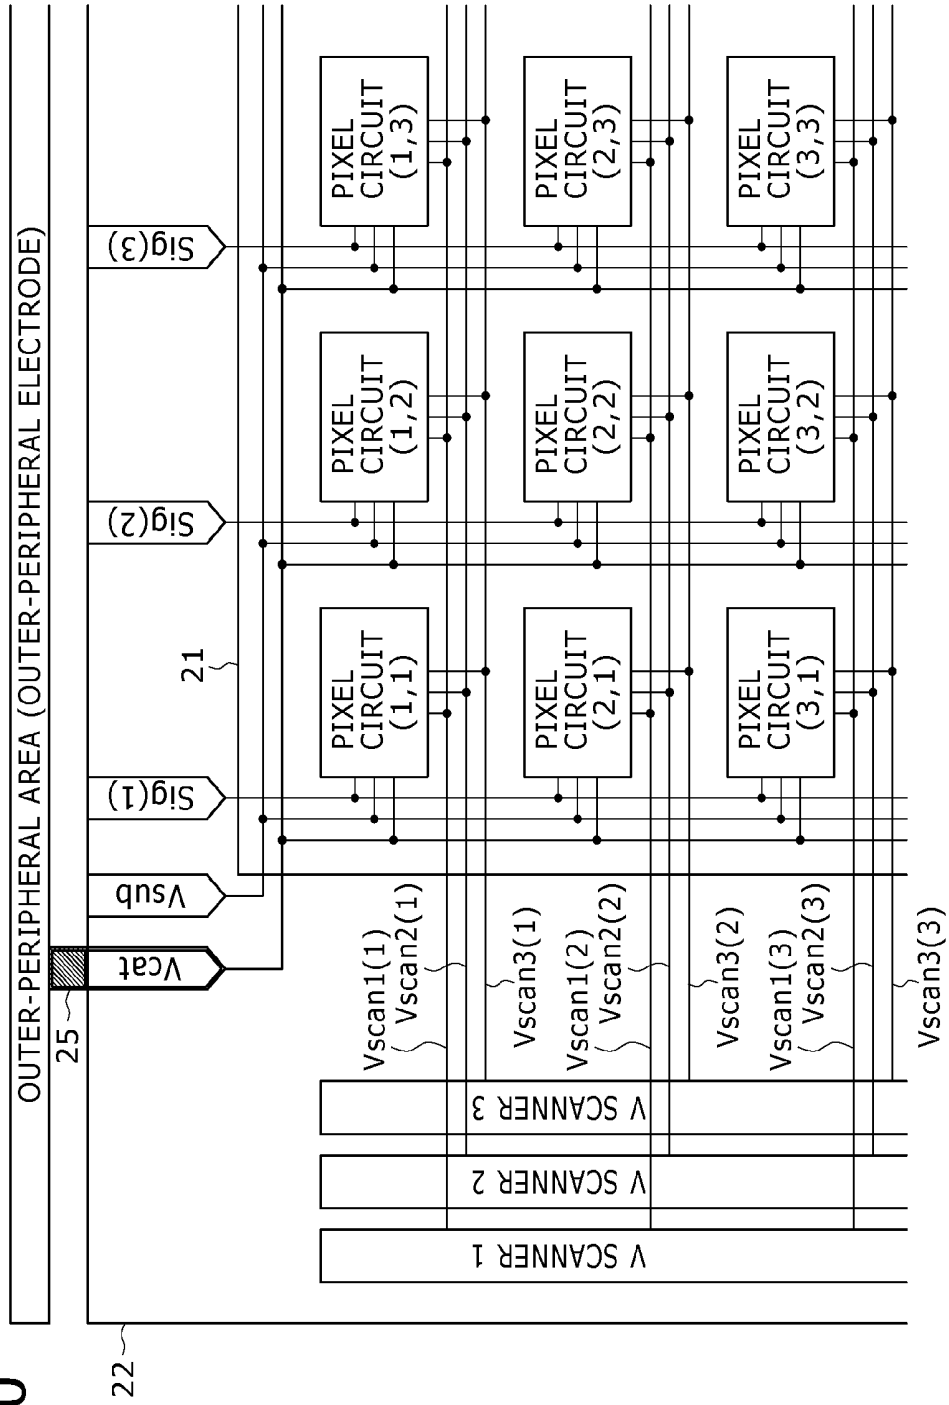 OUTER-PERIPHERAL AREA (OUTER-PERIPHERAL ELECTRODE)
25
22
21
Vcat
Vsub
Sig(1)
Sig(2)
Sig(3)
PIXEL
CIRCUIT
(1,1)
PIXEL
CIRCUIT
(1,2)
PIXEL
CIRCUIT
(1,3)
Vscan1(1)
Vscan2(1)
Vscan3(1)
PIXEL
CIRCUIT
(2,1)
PIXEL
CIRCUIT
(2,2)
PIXEL
CIRCUIT
(2,3)
Vscan1(2)
Vscan2(2)
Vscan3(2)
PIXEL
CIRCUIT
(3,1)
PIXEL
CIRCUIT
(3,2)
PIXEL
CIRCUIT
(3,3)
Vscan1(3)
Vscan2(3)
Vscan3(3)
V SCANNER 1
V SCANNER 2
V SCANNER 3